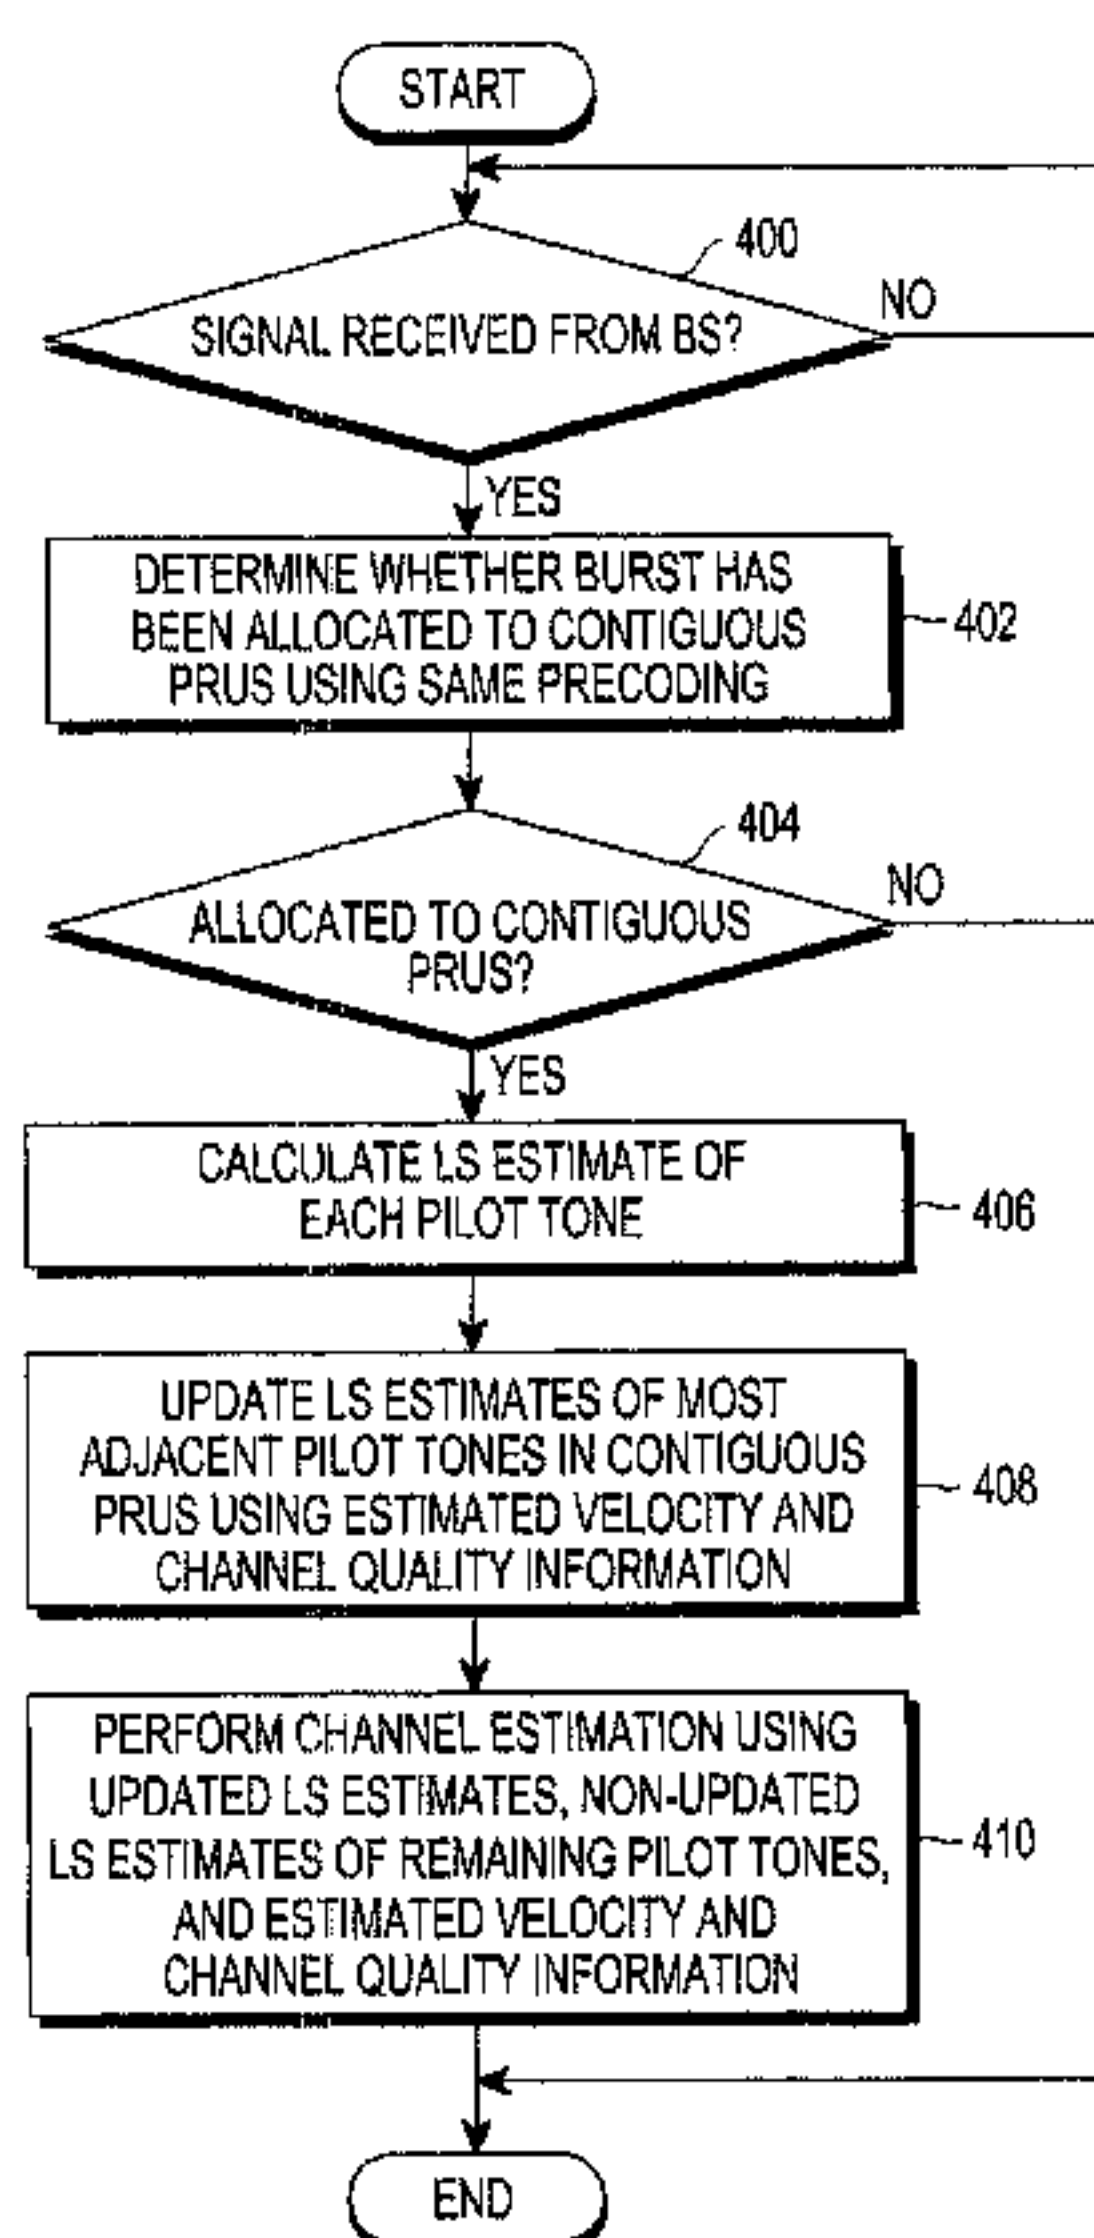 START
400
NO
SIGNAL RECEIVED FROM BS?
YES
DETERMINE WHETHER BURST HAS
BEEN ALLOCATED TO CONTIGUOUS
PRUS USING SAME PRECODING
402
404
NO
ALLOCATED TO CONTIGUOUS
PRUS?
YES
CALCULATE LS ESTIMATE OF
EACH PILOT TONE
406
UPDATE LS ESTIMATES OF MOST
ADJACENT PILOT TONES IN CONTIGUOUS
PRUS USING ESTIMATED VELOCITY AND
CHANNEL QUALITY INFORMATION
408
PERFORM CHANNEL ESTIMATION USING
UPDATED LS ESTIMATES, NON-UPDATED
LS ESTIMATES OF REMAINING PILOT TONES,
AND ESTIMATED VELOCITY AND
CHANNEL QUALITY INFORMATION
410
END